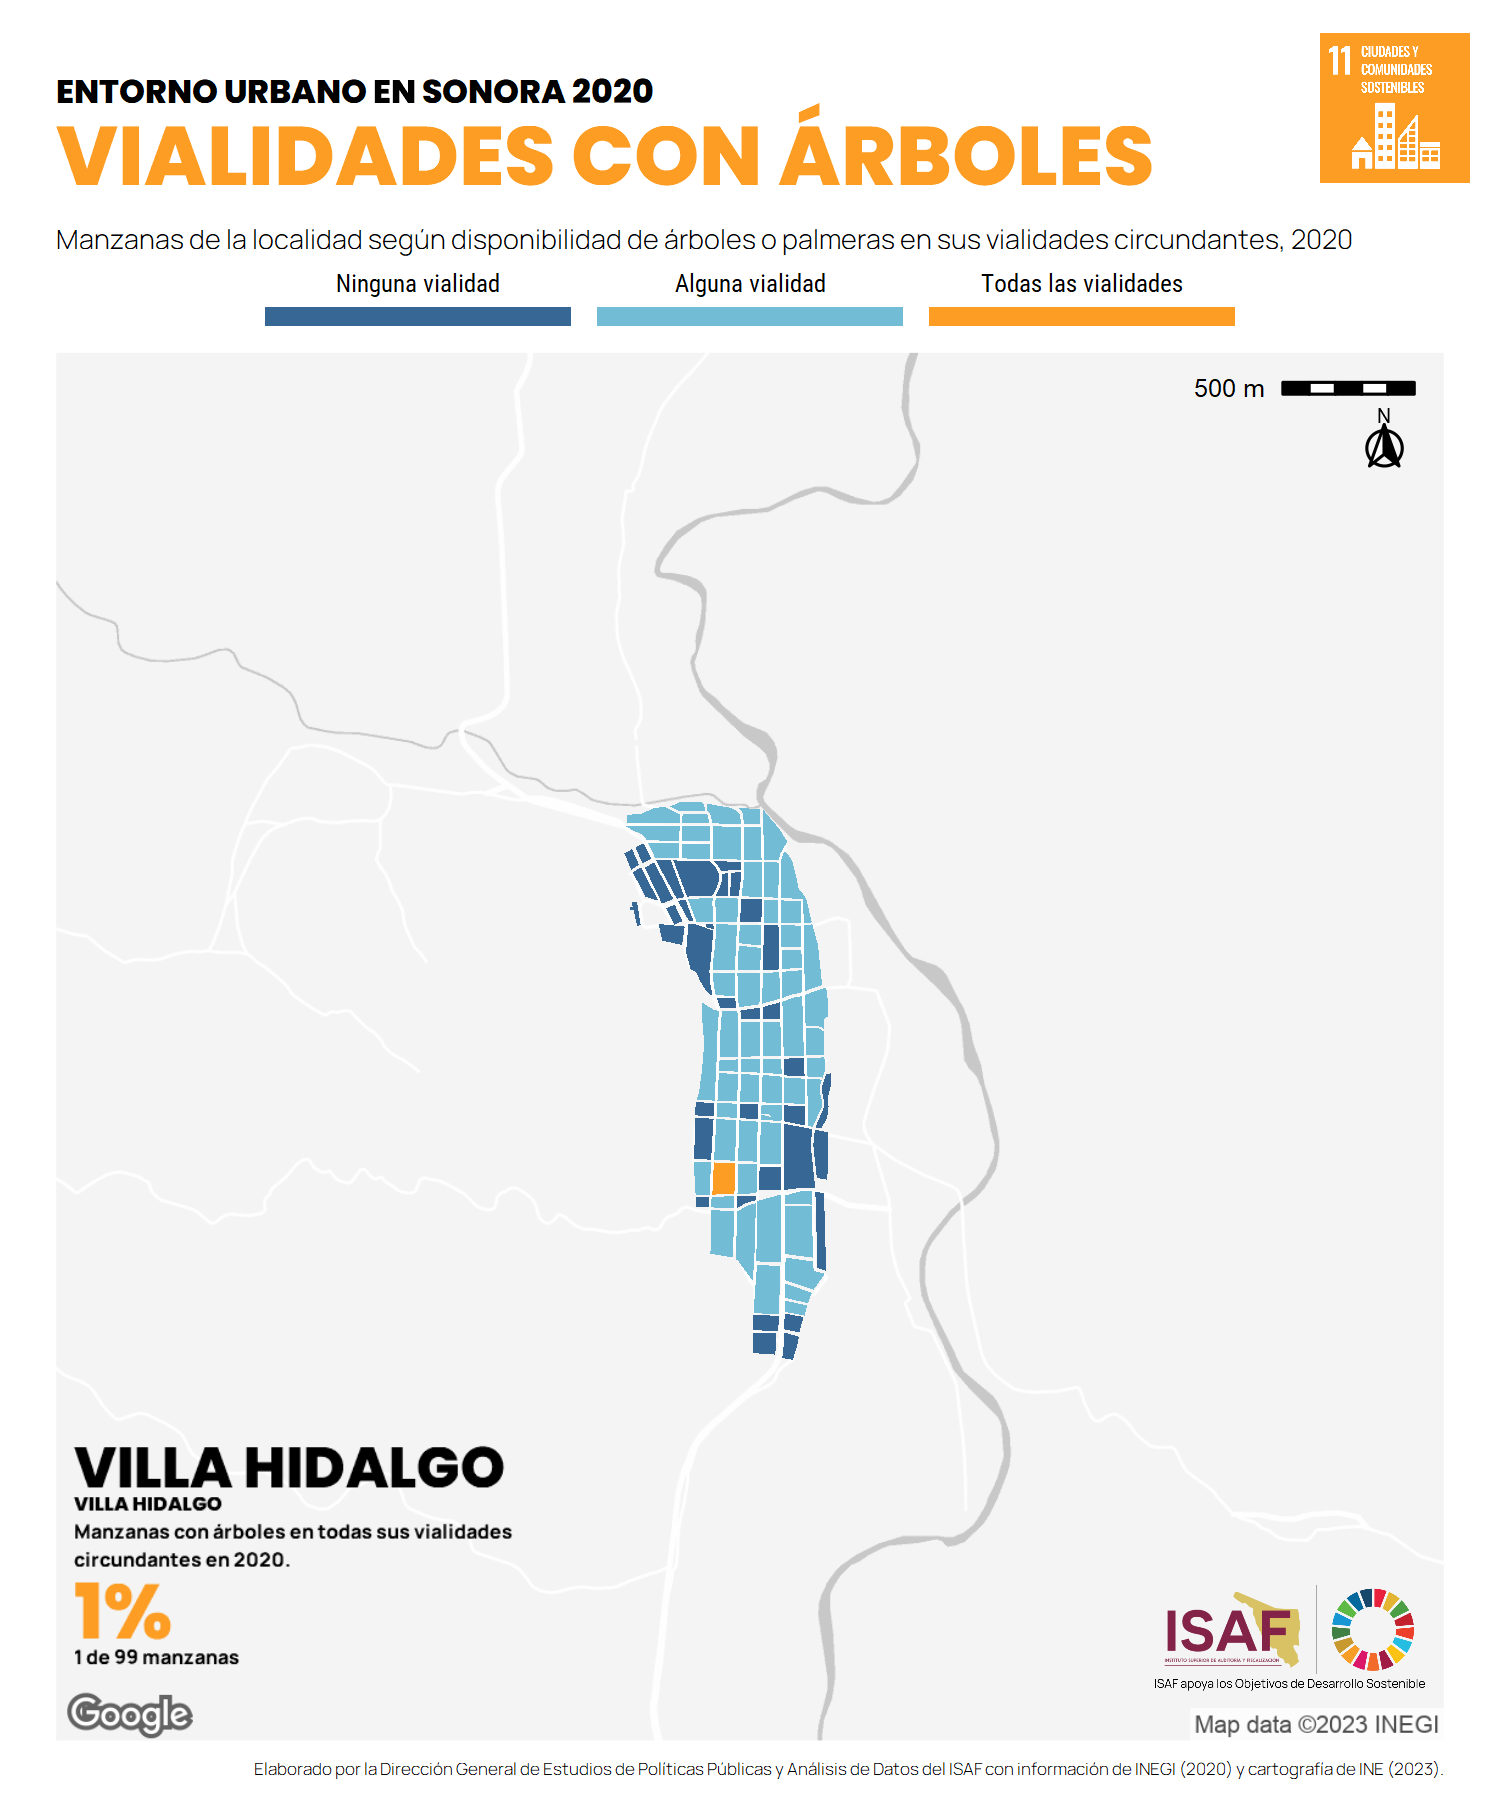 ENTORNO URBANO EN SONORA 2020
VIALIDADES CON ÁRBOLES
11 CIUDADES Y
COMUNIDADES
SOSTENIBLES
Manzanas de la localidad según disponibilidad de árboles o palmeras en sus vialidades circundantes, 2020
Ninguna vialidad
Alguna vialidad
Todas las vialidades
500 m
N
VILLA HIDALGO
VILLA HIDALGO
Manzanas con árboles en todas sus vialidades
circundantes en 2020.
1%
1 de 99 manzanas
Google
ISAF
INSTITUTO SUPERIOR DE AUDITORÍA Y FISCALIZACIÓN
ISAF apoya los Objetivos de Desarrollo Sostenible
Map data ©2023 INEGI
Elaborado por la Dirección General de Estudios de Políticas Públicas y Análisis de Datos del ISAF con información de INEGI (2020) y cartografía de INE (2023).